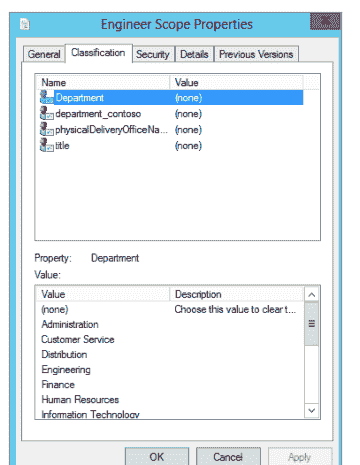 Engineer Scope Properties
General Classification Security Details Previous Versions
Name Value
Department (none)
department_contoso (none)
physicalDeliveryOfficeNa... (none)
title (none)
Property: Department
Value:
Value Description
(none) Choose this value to clear t...
Administration
Customer Service
Distribution
Engineering
Finance
Human Resources
Information Technology
OK Cancel Apply